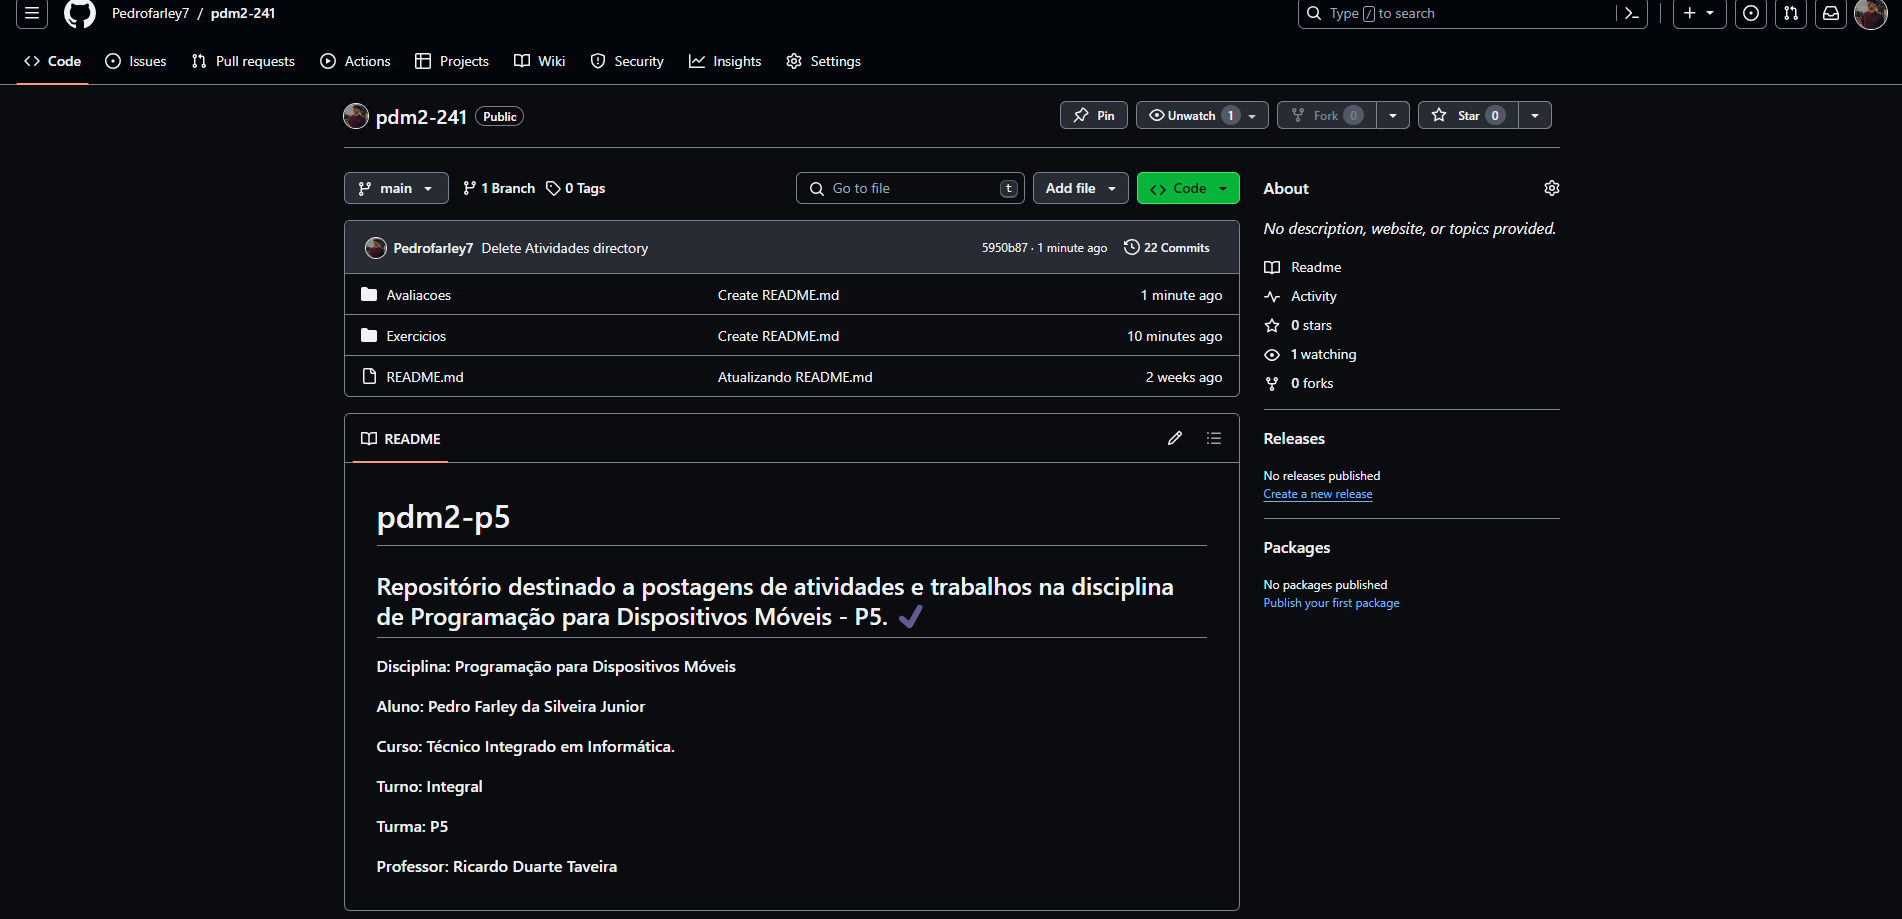 Pedrofarley7 / pdm2-241
Type / to search
Code Issues Pull requests Actions Projects Wiki Security Insights Settings
pdm2-241 Public
Pin Unwatch 1 Fork 0 Star 0
main 1 Branch 0 Tags Go to file t Add file Code
Pedrofarley7 Delete Atividades directory 5950b87 · 1 minute ago 22 Commits
Avaliacoes Create README.md 1 minute ago
Exercicios Create README.md 10 minutes ago
README.md Atualizando README.md 2 weeks ago
README
pdm2-p5
Repositório destinado a postagens de atividades e trabalhos na disciplina
de Programação para Dispositivos Móveis - P5. ✔
Disciplina: Programação para Dispositivos Móveis
Aluno: Pedro Farley da Silveira Junior
Curso: Técnico Integrado em Informática.
Turno: Integral
Turma: P5
Professor: Ricardo Duarte Taveira
About
No description, website, or topics provided.
Readme
Activity
0 stars
1 watching
0 forks
Releases
No releases published
Create a new release
Packages
No packages published
Publish your first package